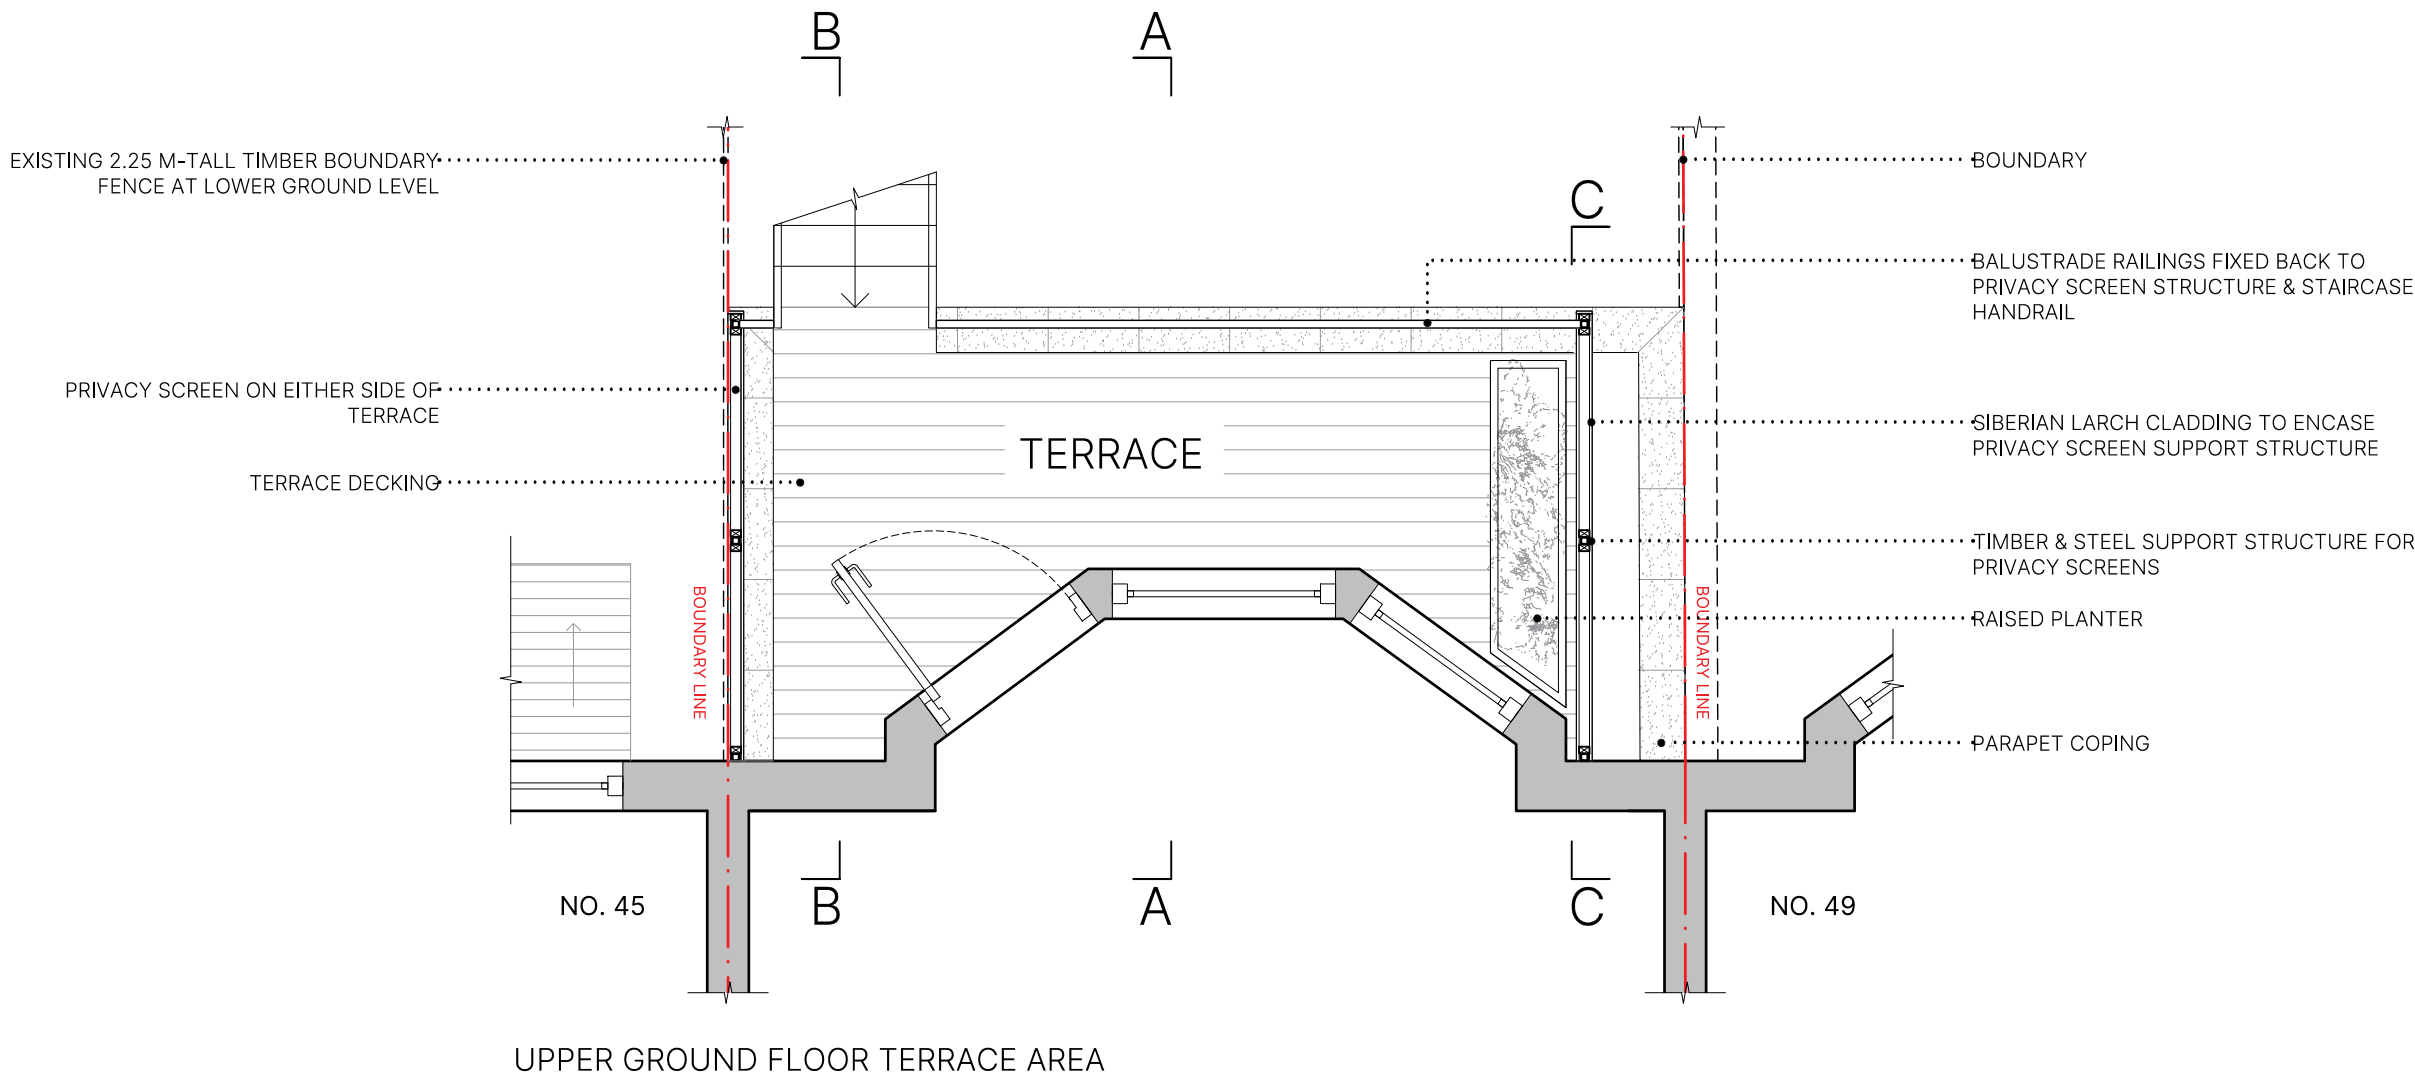 B
A
EXISTING 2.25 M-TALL TIMBER BOUNDARY
FENCE AT LOWER GROUND LEVEL
BOUNDARY
C
BALUSTRADE RAILINGS FIXED BACK TO
PRIVACY SCREEN STRUCTURE & STAIRCASE
HANDRAIL
PRIVACY SCREEN ON EITHER SIDE OF
TERRACE
SIBERIAN LARCH CLADDING TO ENCASE
PRIVACY SCREEN SUPPORT STRUCTURE
TERRACE
TERRACE DECKING
TIMBER & STEEL SUPPORT STRUCTURE FOR
PRIVACY SCREENS
BOUNDARY LINE
BOUNDARY LINE
RAISED PLANTER
PARAPET COPING
NO. 45
B
A
C
NO. 49
UPPER GROUND FLOOR TERRACE AREA